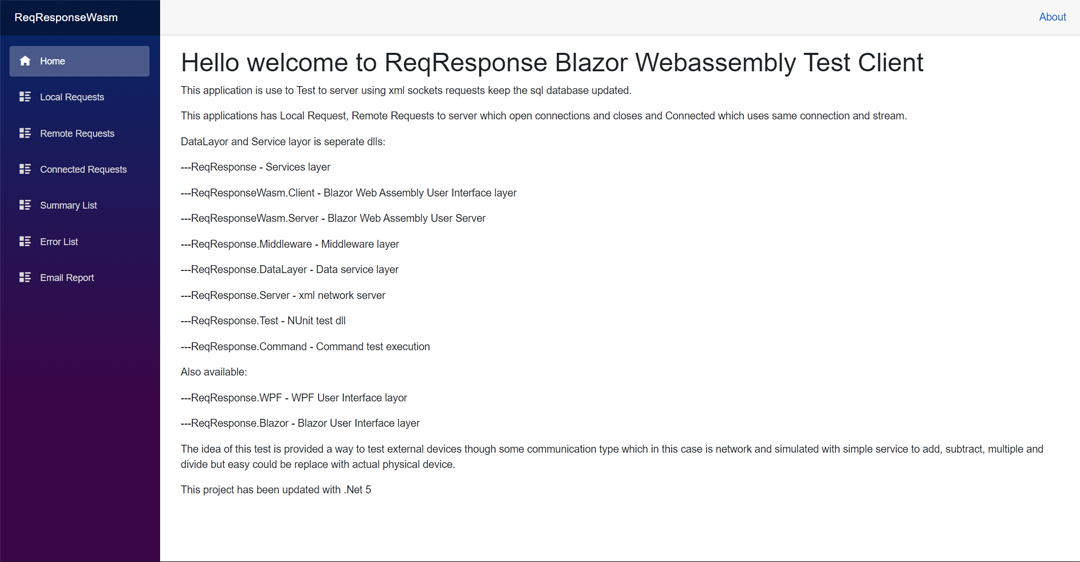 ReqResponseWasm
About
Home
Local Requests
Remote Requests
Connected Requests
Summary List
Error List
Email Report
Hello welcome to ReqResponse Blazor Webassembly Test Client
This application is use to Test to server using xml sockets requests keep the sql database updated.
This applications has Local Request, Remote Requests to server which open connections and closes and Connected which uses same connection and stream.
DataLayor and Service layor is seperate dlls:
---ReqResponse - Services layer
---ReqResponseWasm.Client - Blazor Web Assembly User Interface layer
---ReqResponseWasm.Server - Blazor Web Assembly User Server
---ReqResponse.Middleware - Middleware layer
---ReqResponse.DataLayer - Data service layer
---ReqResponse.Server - xml network server
---ReqResponse.Test - NUnit test dll
---ReqResponse.Command - Command test execution
Also available:
---ReqResponse.WPF - WPF User Interface layor
---ReqResponse.Blazor - Blazor User Interface layer
The idea of this test is provided a way to test external devices though some communication type which in this case is network and simulated with simple service to add, subtract, multiple and
divide but easy could be replace with actual physical device.
This project has been updated with .Net 5